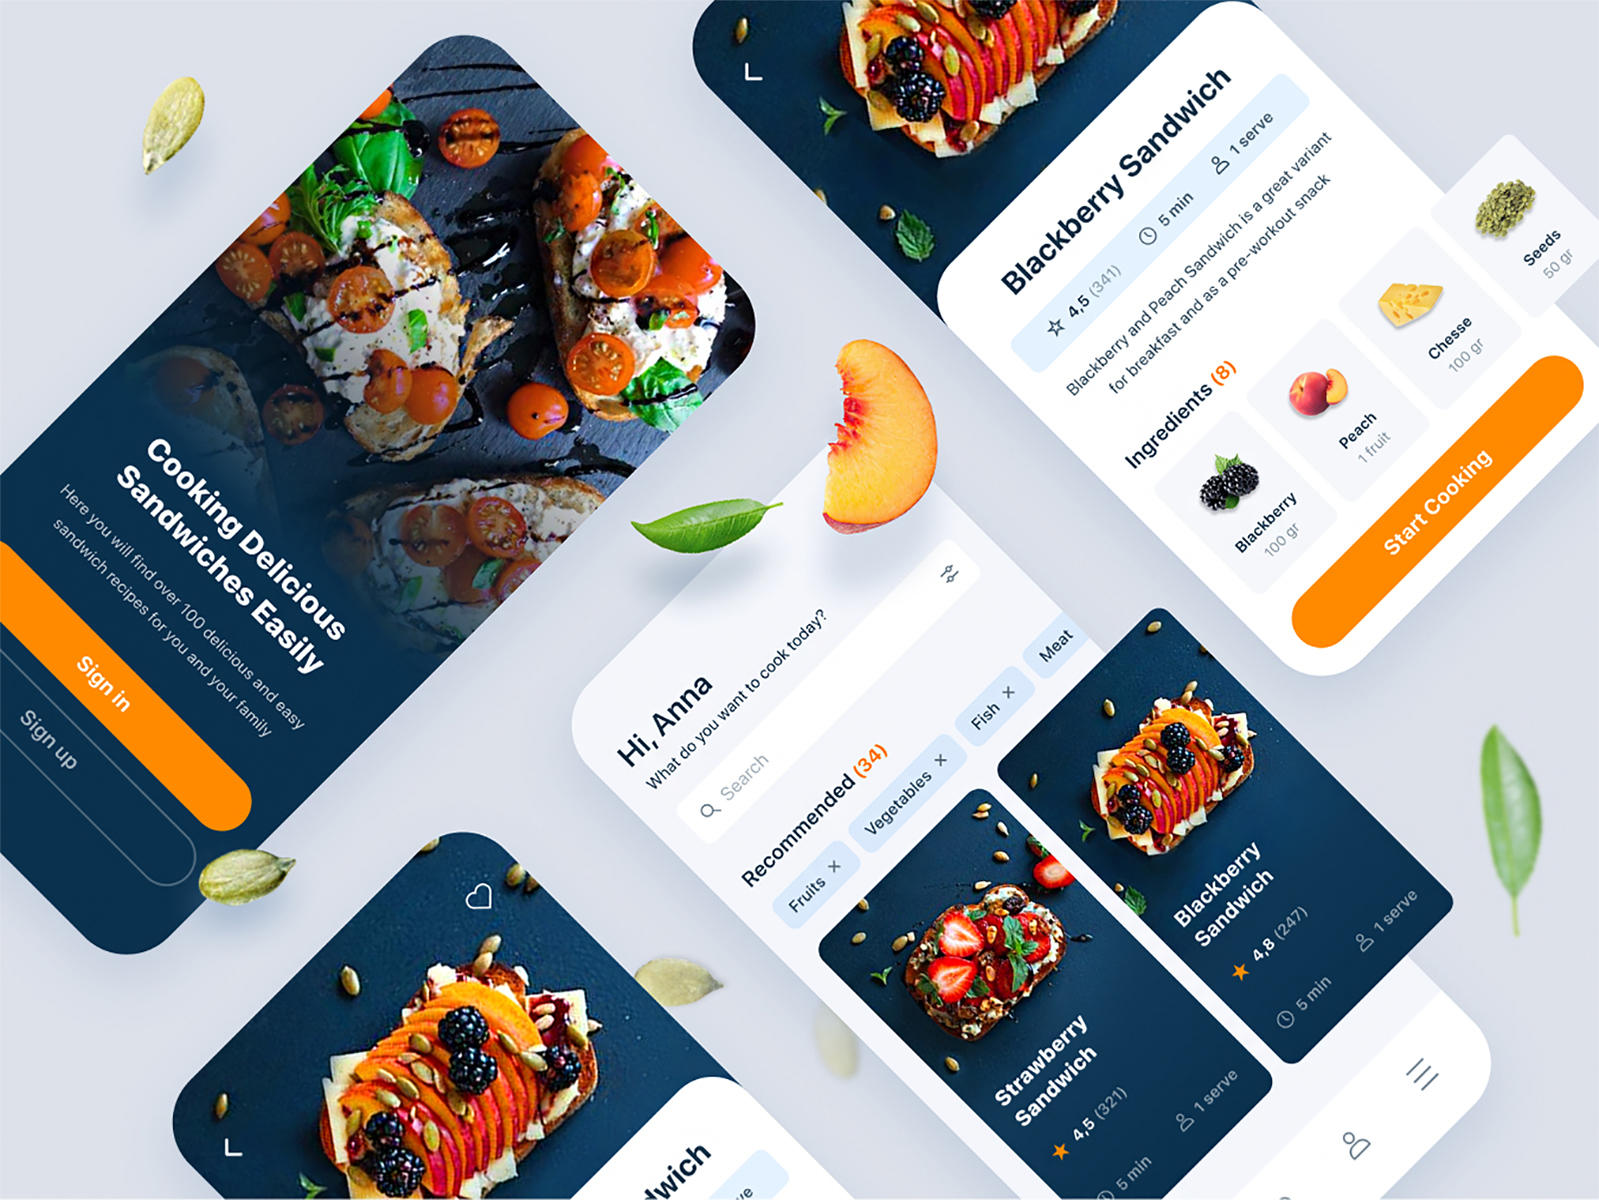 Cooking Delicious
Sandwiches Easily
Here you will find over 100 delicious and easy
sandwich recipes for you and your family
Sign in
Sign up
Blackberry Sandwich
4,5 (341)
5 min
1 serve
Blackberry and Peach Sandwich is a great variant
for breakfast and as a pre-workout snack
Ingredients (8)
Blackberry
100 gr
Peach
1 fruit
Chesse
100 gr
Seeds
50 gr
Start Cooking
Hi, Anna
What do you want to cook today?
Search
Recommended (34)
Fruits ×
Vegetables ×
Fish ×
Meat
Strawberry
Sandwich
4,5 (321)
5 min
1 serve
Blackberry
Sandwich
4,8 (247)
5 min
1 serve